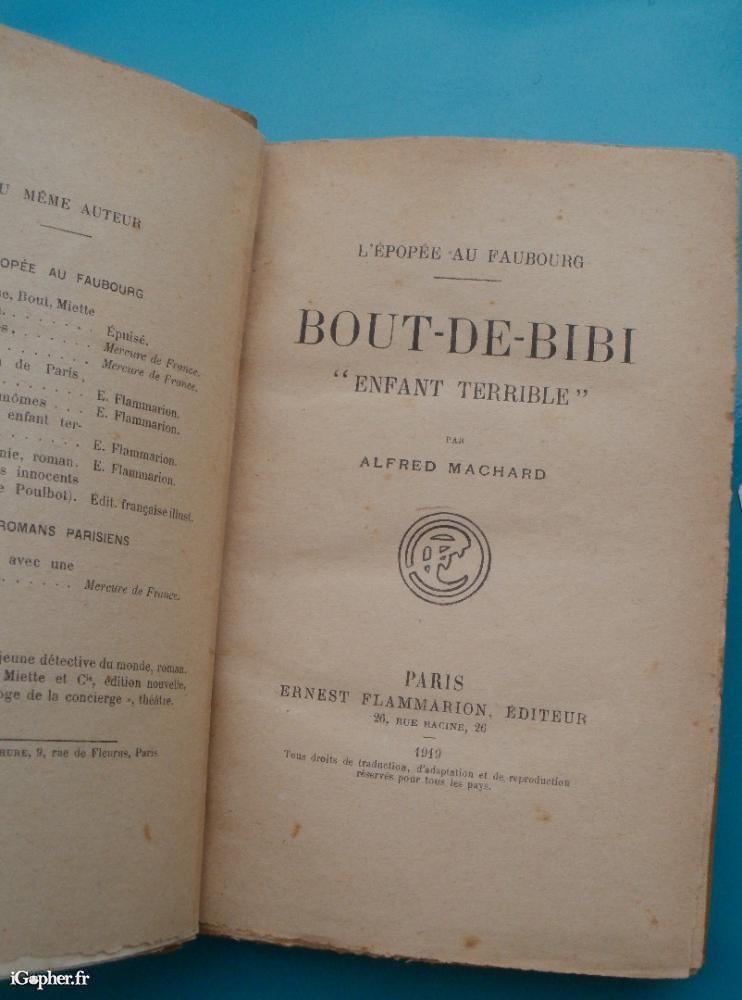 U MÊME AUTEUR
OPÉE AU FAUBOURG
e, Bout, Miette
. . . . . . Épuisé.
s. . . . . . Mercure de France.
. . . . . . Mercure de France.
n de Paris.
. . . . . . E. Flammarion.
mômes . . . E. Flammarion.
enfant ter-
. . . . . . E. Flammarion.
nie, roman. E. Flammarion.
s innocents
e Poulbot). Édit. française illust.
ROMANS PARISIENS
avec une
. . . . . . Mercure de France.
jeune détective du monde, roman.
Miette et Cie, édition nouvelle,
oge de la concierge », théâtre.
HURE, 9, rue de Fleurus, Paris
L'ÉPOPÉE AU FAUBOURG
BOUT-DE-BIBI
“ENFANT TERRIBLE”
PAR
ALFRED MACHARD
PARIS
ERNEST FLAMMARION, ÉDITEUR
26, RUE RACINE, 26
1919
Tous droits de traduction, d'adaptation et de reproduction
réservés pour tous les pays.
iGopher.fr